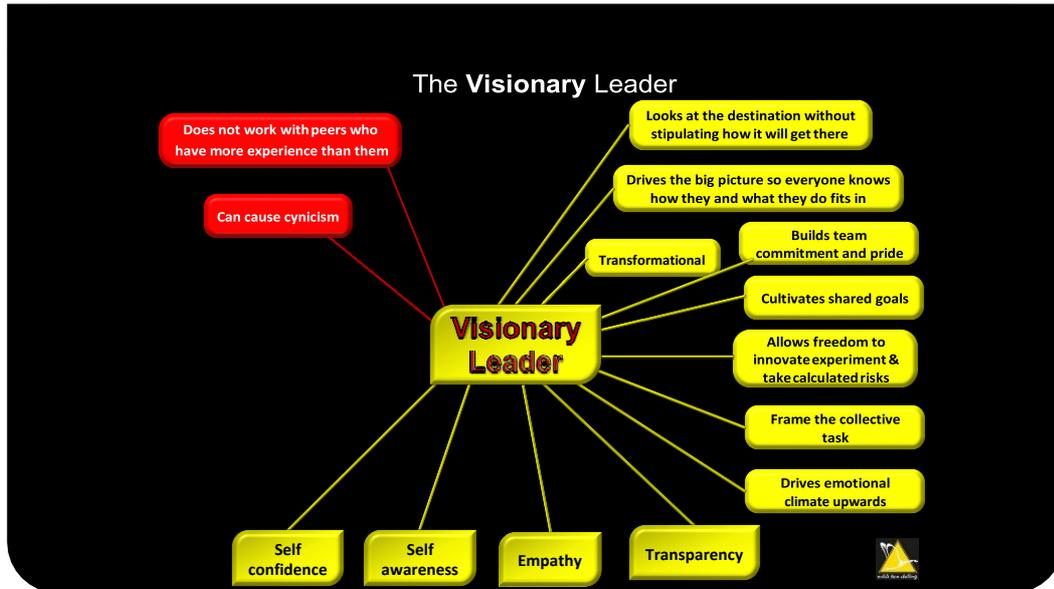 The Visionary Leader
Does not work with peers who
have more experience than them
Can cause cynicism
Looks at the destination without
stipulating how it will get there
Drives the big picture so everyone knows
how they and what they do fits in
Transformational
Builds team
commitment and pride
Cultivates shared goals
Allows freedom to
innovate experiment &
take calculated risks
Frame the collective
task
Drives emotional
climate upwards
Visionary
Leader
Self
confidence
Self
awareness
Empathy
Transparency